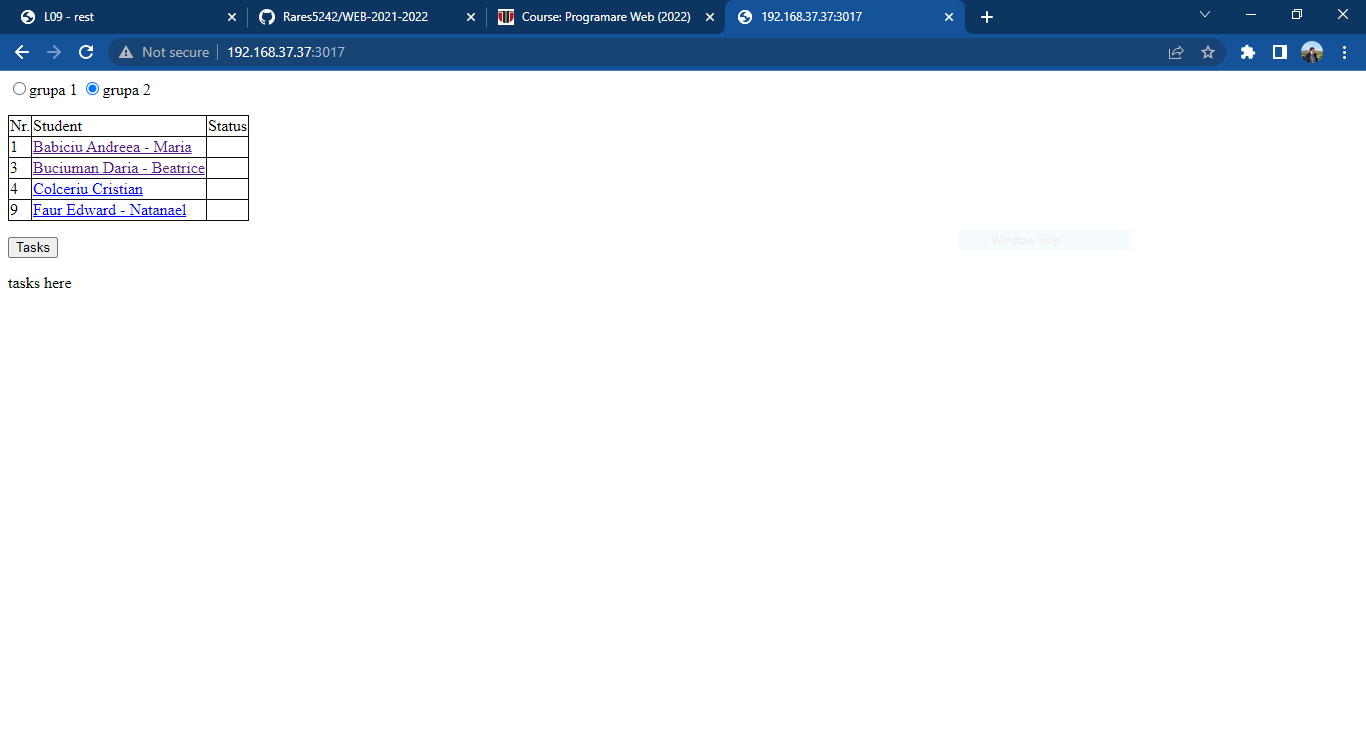 L09 - rest
Rares5242/WEB-2021-2022
Course: Programare Web (2022)
192.168.37.37:3017
Not secure
192.168.37.37:3017
grupa 1 grupa 2
Nr. Student Status
1 Babiciu Andreea - Maria
3 Buciuman Daria - Beatrice
4 Colceriu Cristian
9 Faur Edward - Natanael
Tasks
Window Snip
tasks here